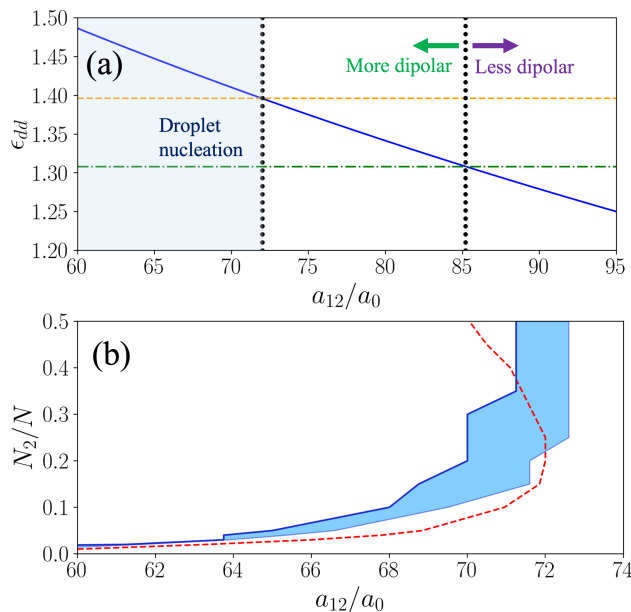 1.50
1.45
1.40
1.35
1.30
1.25
1.20
ϵ_dd
(a)
More dipolar
Less dipolar
Droplet
nucleation
60 65 70 75 80 85 90 95
a_12/a_0
0.5
0.4
0.3
0.2
0.1
0.0
N_2/N
(b)
60 62 64 66 68 70 72 74
a_12/a_0